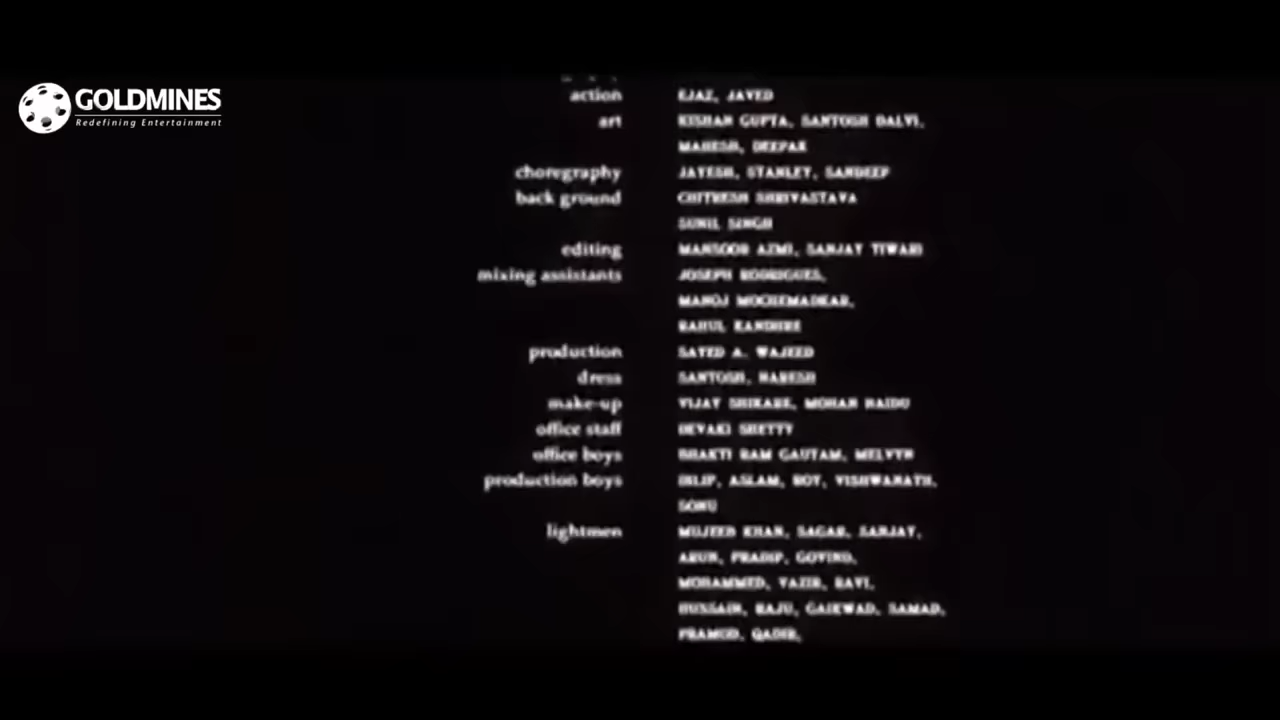 GOLDMINES
Redefining Entertainment
action EJAZ, JAVED
art KISHAN GUPTA, SANTOSH DALVI,
MAHESH, DEEPAK
choregraphy JAYESH, STANLEY, SANDEEP
back ground CHITRESH SHRIVASTAVA
SUNIL SINGH
editing MANSOOR AZMI, SANJAY TIWARI
mixing assistants JOSEPH RODRIGUES,
MANOJ MOCHEMADKAR,
RAHUL KANDHRE
production SAYED A. WAJEED
dress SANTOSH, NARESH
make-up VIJAY SHIKARE, MOHAN NAIDU
office staff DEVAKI SHETTY
office boys BHAKTI RAM GAUTAM, MELVYN
production boys DILIP, ASLAM, ROY, VISHWANATH,
SONU
lightmen MUJEEB KHAN, SAGAR, SANJAY,
ARUN, PRADIP, GOVIND,
MOHAMMED, VAZIR, RAVI,
HUSSAIN, RAJU, GAIKWAD, SAMAD,
PRAMOD, QADIR,